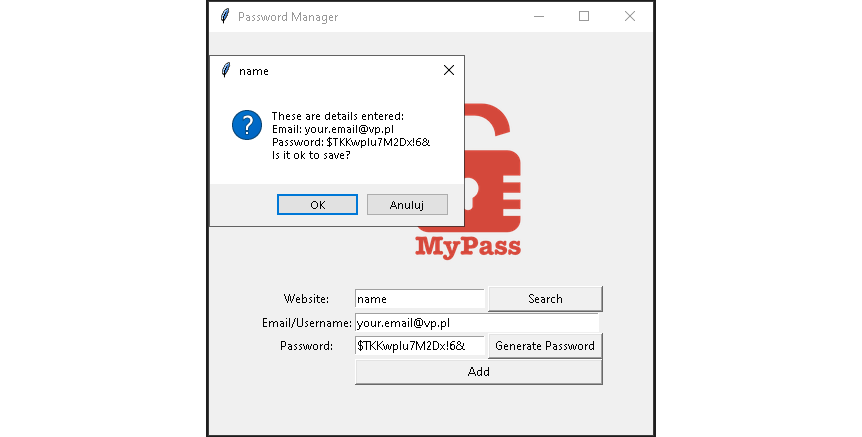 Password Manager
name
These are details entered:
Email: your.email@vp.pl
Password: $TKKwplu7M2Dx!6&
Is it ok to save?
OK Anuluj
MyPass
Website: name Search
Email/Username: your.email@vp.pl
Password: $TKKwplu7M2Dx!6& Generate Password
Add